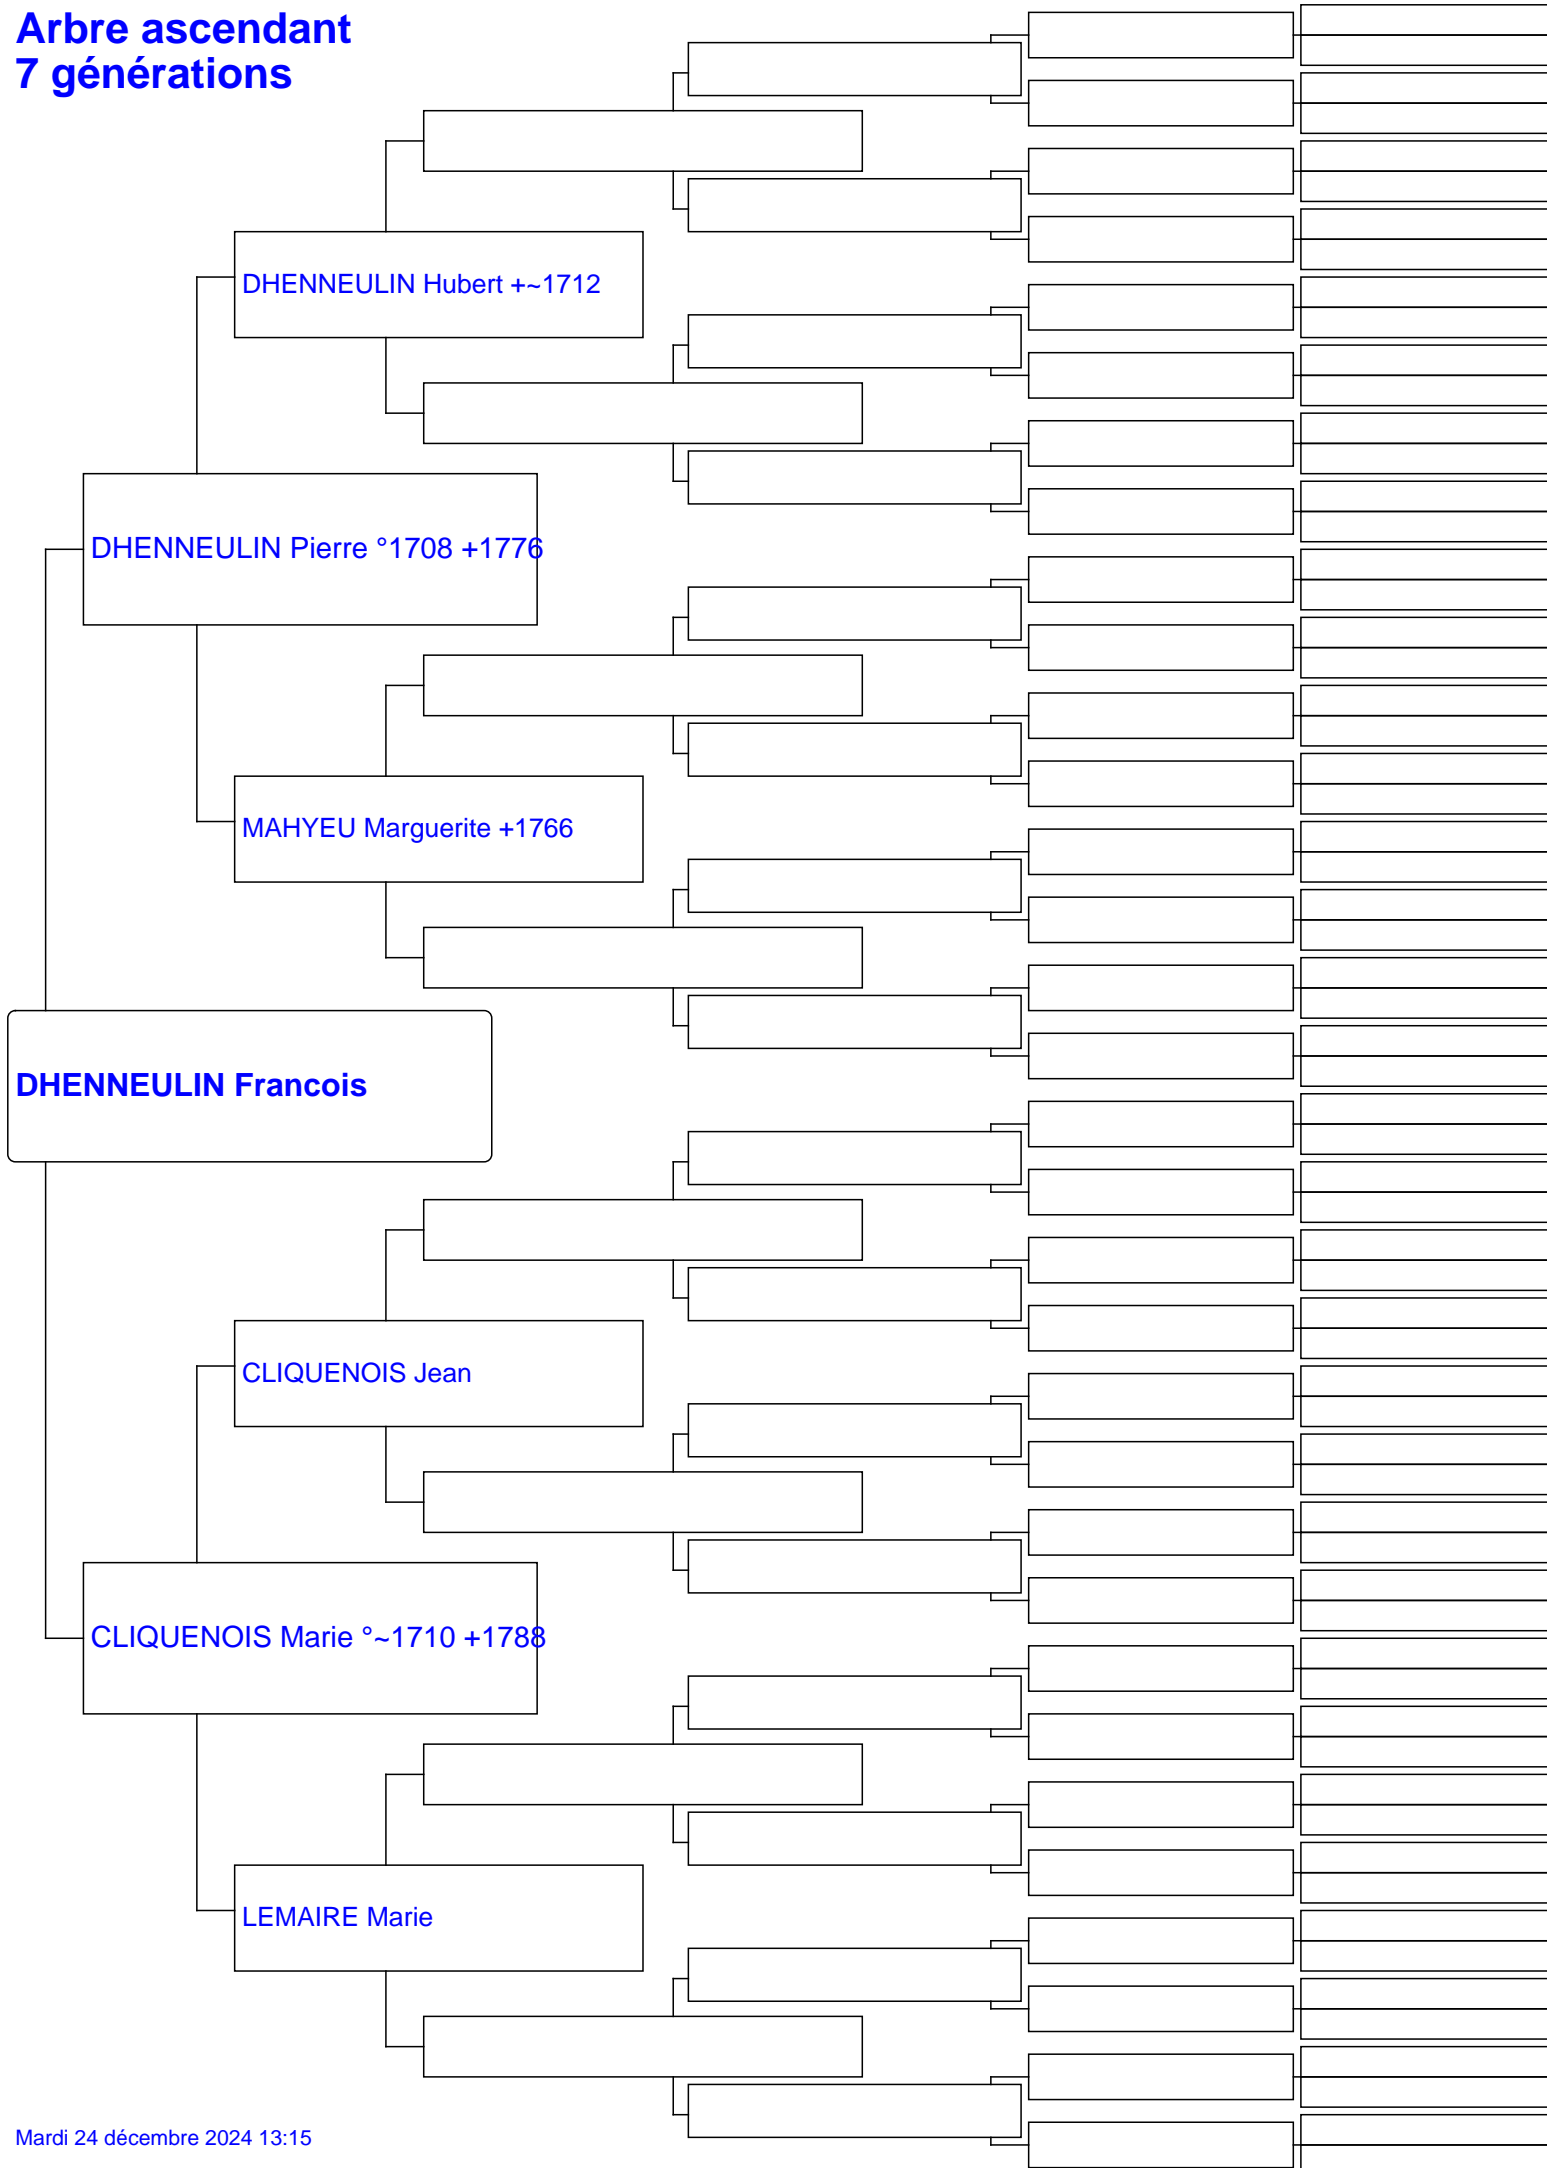 Arbre ascendant
7 générations
DHENNEULIN Hubert +~1712
DHENNEULIN Pierre °1708 +1776
MAHYEU Marguerite +1766
DHENNEULIN Francois
CLIQUENOIS Jean
CLIQUENOIS Marie °~1710 +1788
LEMAIRE Marie
Mardi 24 décembre 2024 13:15